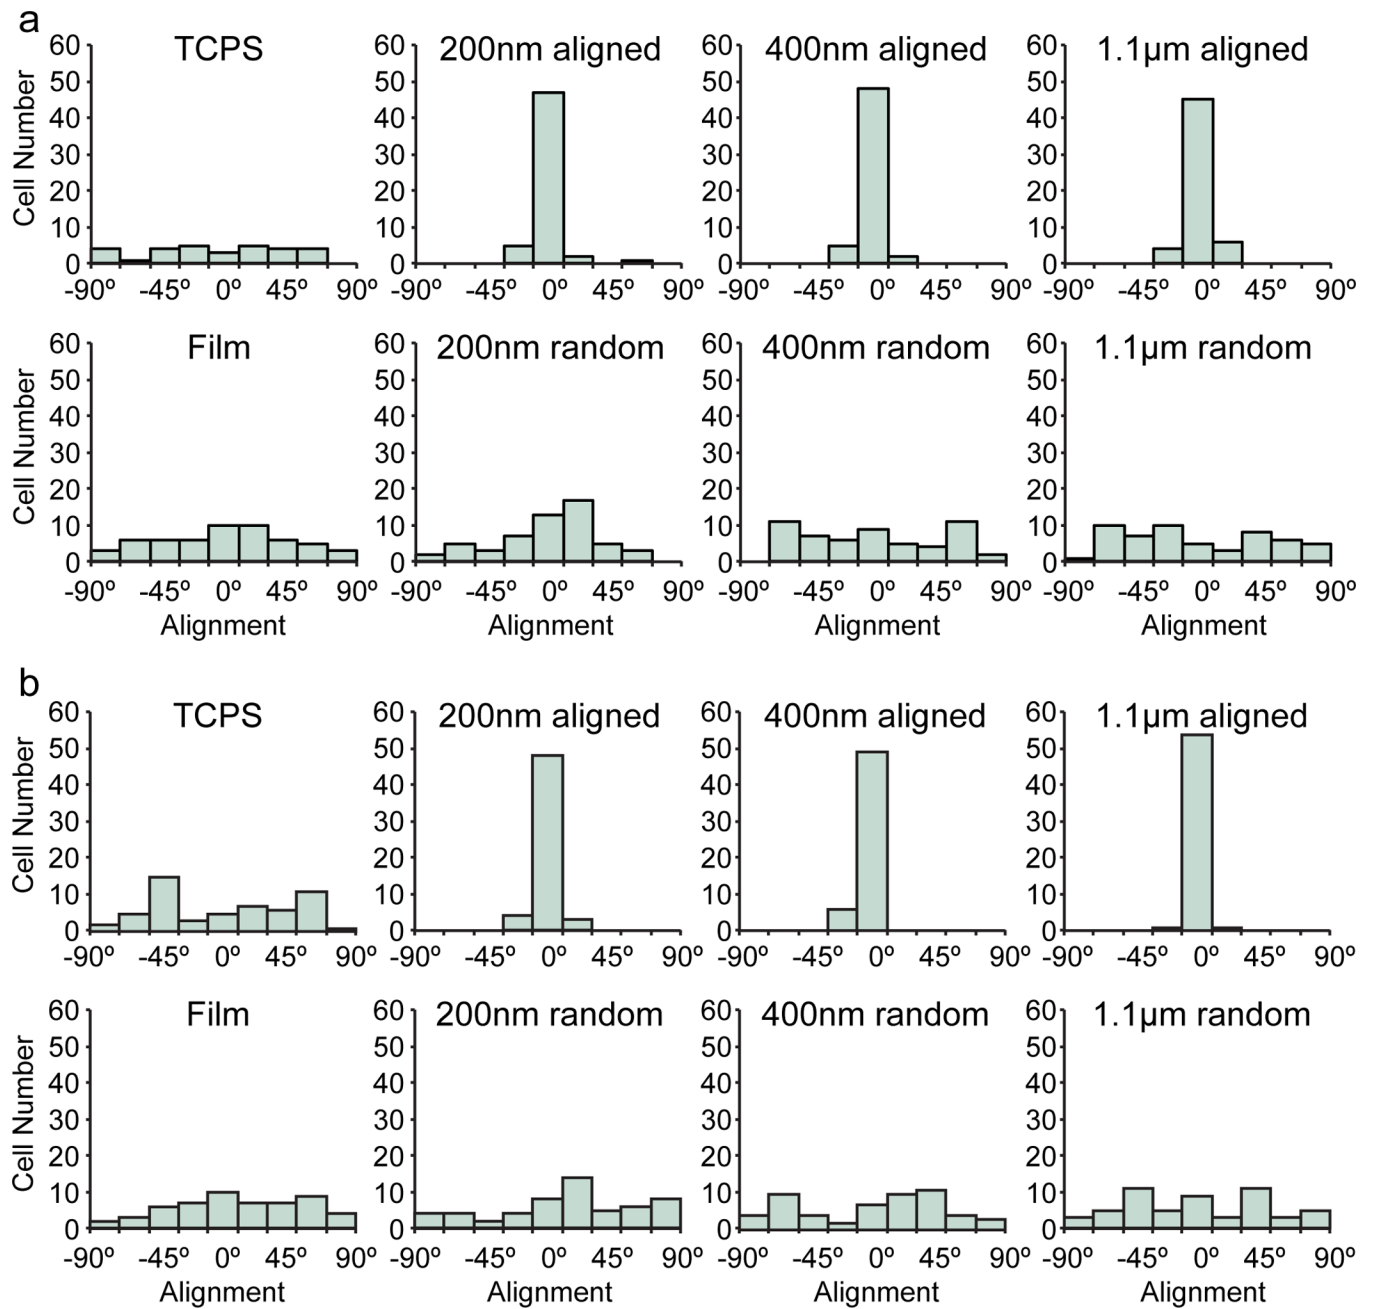 a
TCPS 200nm aligned 400nm aligned 1.1µm aligned
Cell Number
60 60 60 60
50 50 50 50
40 40 40 40
30 30 30 30
20 20 20 20
10 10 10 10
0 0 0 0
-90º -45º 0º 45º 90º -90º -45º 0º 45º 90º -90º -45º 0º 45º 90º -90º -45º 0º 45º 90º
Film 200nm random 400nm random 1.1µm random
Cell Number
60 60 60 60
50 50 50 50
40 40 40 40
30 30 30 30
20 20 20 20
10 10 10 10
0 0 0 0
-90º -45º 0º 45º 90º -90º -45º 0º 45º 90º -90º -45º 0º 45º 90º -90º -45º 0º 45º 90º
Alignment Alignment Alignment Alignment
b
TCPS 200nm aligned 400nm aligned 1.1µm aligned
Cell Number
60 60 60 60
50 50 50 50
40 40 40 40
30 30 30 30
20 20 20 20
10 10 10 10
0 0 0 0
-90º -45º 0º 45º 90º -90º -45º 0º 45º 90º -90º -45º 0º 45º 90º -90º -45º 0º 45º 90º
Film 200nm random 400nm random 1.1µm random
Cell Number
60 60 60 60
50 50 50 50
40 40 40 40
30 30 30 30
20 20 20 20
10 10 10 10
0 0 0 0
-90º -45º 0º 45º 90º -90º -45º 0º 45º 90º -90º -45º 0º 45º 90º -90º -45º 0º 45º 90º
Alignment Alignment Alignment Alignment